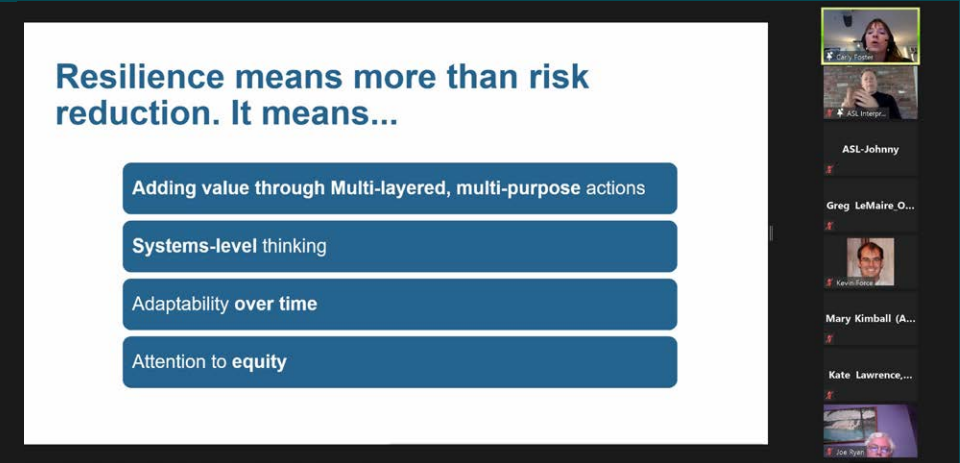 Resilience means more than risk
reduction. It means...
Adding value through Multi-layered, multi-purpose actions
Systems-level thinking
Adaptability over time
Attention to equity
Carly Foster
ASL Interpr...
ASL-Johnny
Greg LeMaire_O...
Kevin Force
Mary Kimball (A...
Kate Lawrence,...
Joe Ryan